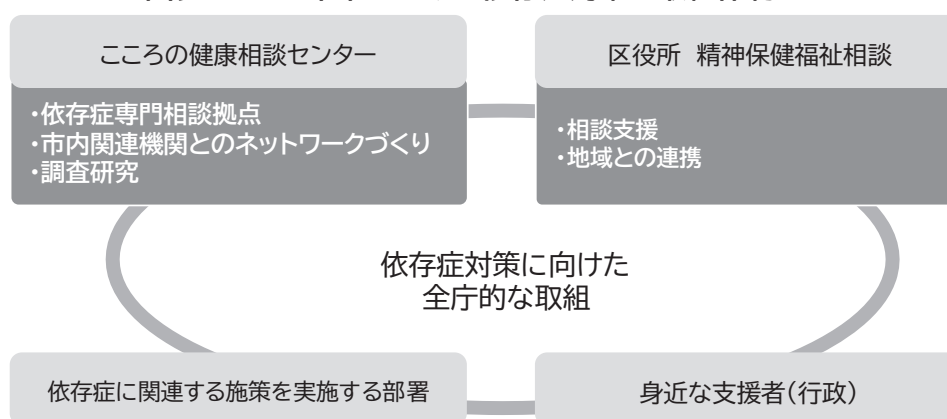 こころの健康相談センター
・依存症専門相談拠点
・市内関連機関とのネットワークづくり
・調査研究
区役所 精神保健福祉相談
・相談支援
・地域との連携
依存症対策に向けた
全庁的な取組
依存症に関連する施策を実施する部署
身近な支援者(行政)